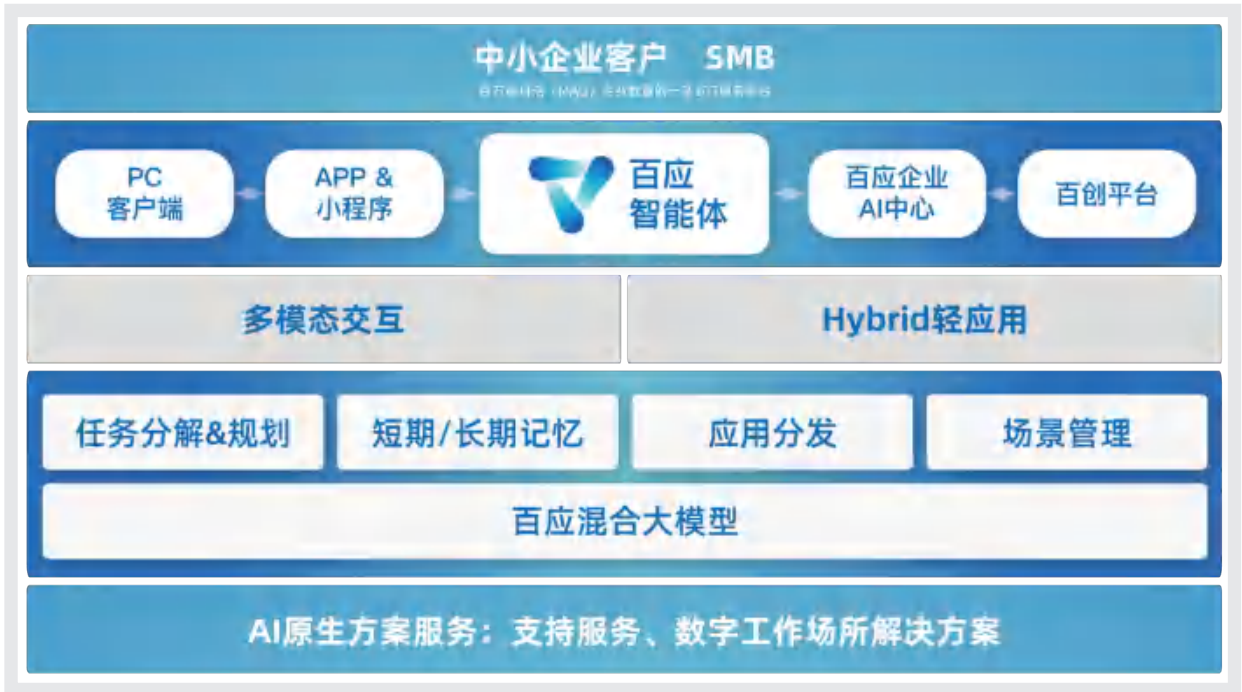 中小企业客户 SMB
PC
客户端
APP &
小程序
百应
智能体
百应企业
AI中心
百创平台
多模态交互
Hybrid轻应用
任务分解&规划
短期/长期记忆
应用分发
场景管理
百应混合大模型
AI原生方案服务：支持服务、数字工作场所解决方案